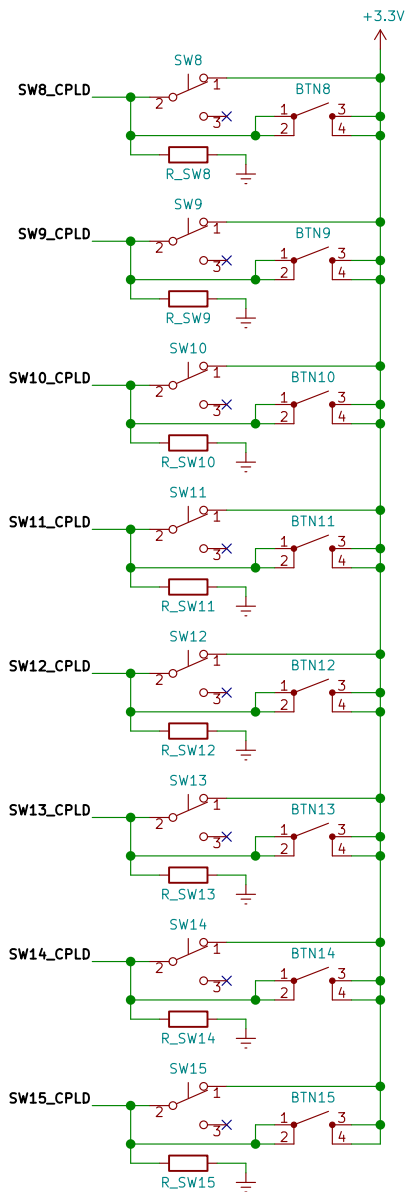 +3.3V
SW8
SW8_CPLD
2 1
3
BTN8
1 3
2 4
R_SW8
SW9
SW9_CPLD
2 1
3
BTN9
1 3
2 4
R_SW9
SW10
SW10_CPLD
2 1
3
BTN10
1 3
2 4
R_SW10
SW11
SW11_CPLD
2 1
3
BTN11
1 3
2 4
R_SW11
SW12
SW12_CPLD
2 1
3
BTN12
1 3
2 4
R_SW12
SW13
SW13_CPLD
2 1
3
BTN13
1 3
2 4
R_SW13
SW14
SW14_CPLD
2 1
3
BTN14
1 3
2 4
R_SW14
SW15
SW15_CPLD
2 1
3
BTN15
1 3
2 4
R_SW15